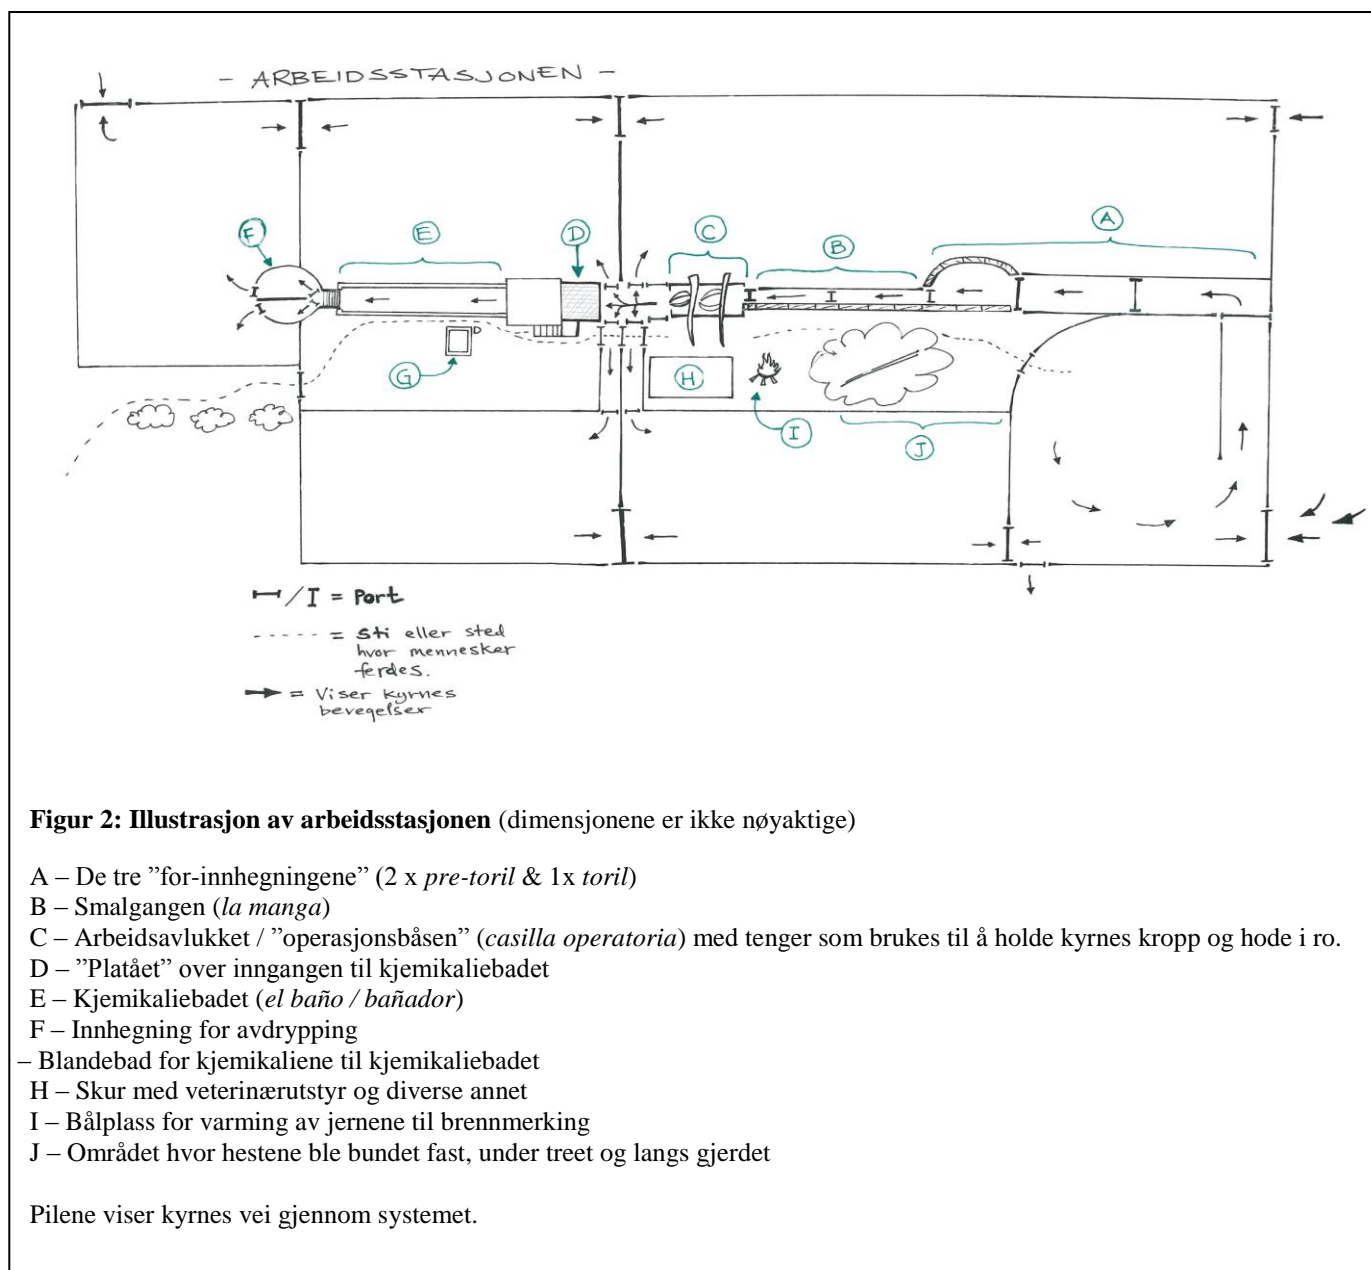 - ARBEIDSSTASJONEN -
A
F
E
D
C
B
G
H
I
J
/ I = Port
= Sti eller sted
hvor mennesker
ferdes.
= Viser kyrnes
bevegelser
Figur 2: Illustrasjon av arbeidsstasjonen (dimensjonene er ikke nøyaktige)
A – De tre ”for-innhegningene” (2 x pre-toril & 1x toril)
B – Smalgangen (la manga)
C – Arbeidsavlukket / ”operasjonsbåsen” (casilla operatoria) med tenger som brukes til å holde kyrnes kropp og hode i ro.
D – ”Platået” over inngangen til kjemikaliebadet
E – Kjemikaliebadet (el baño / bañador)
F – Innhegning for avdrypping
– Blandebad for kjemikaliene til kjemikaliebadet
H – Skur med veterinærutstyr og diverse annet
I – Bålplass for varming av jernene til brennmerking
J – Området hvor hestene ble bundet fast, under treet og langs gjerdet
Pilene viser kyrnes vei gjennom systemet.